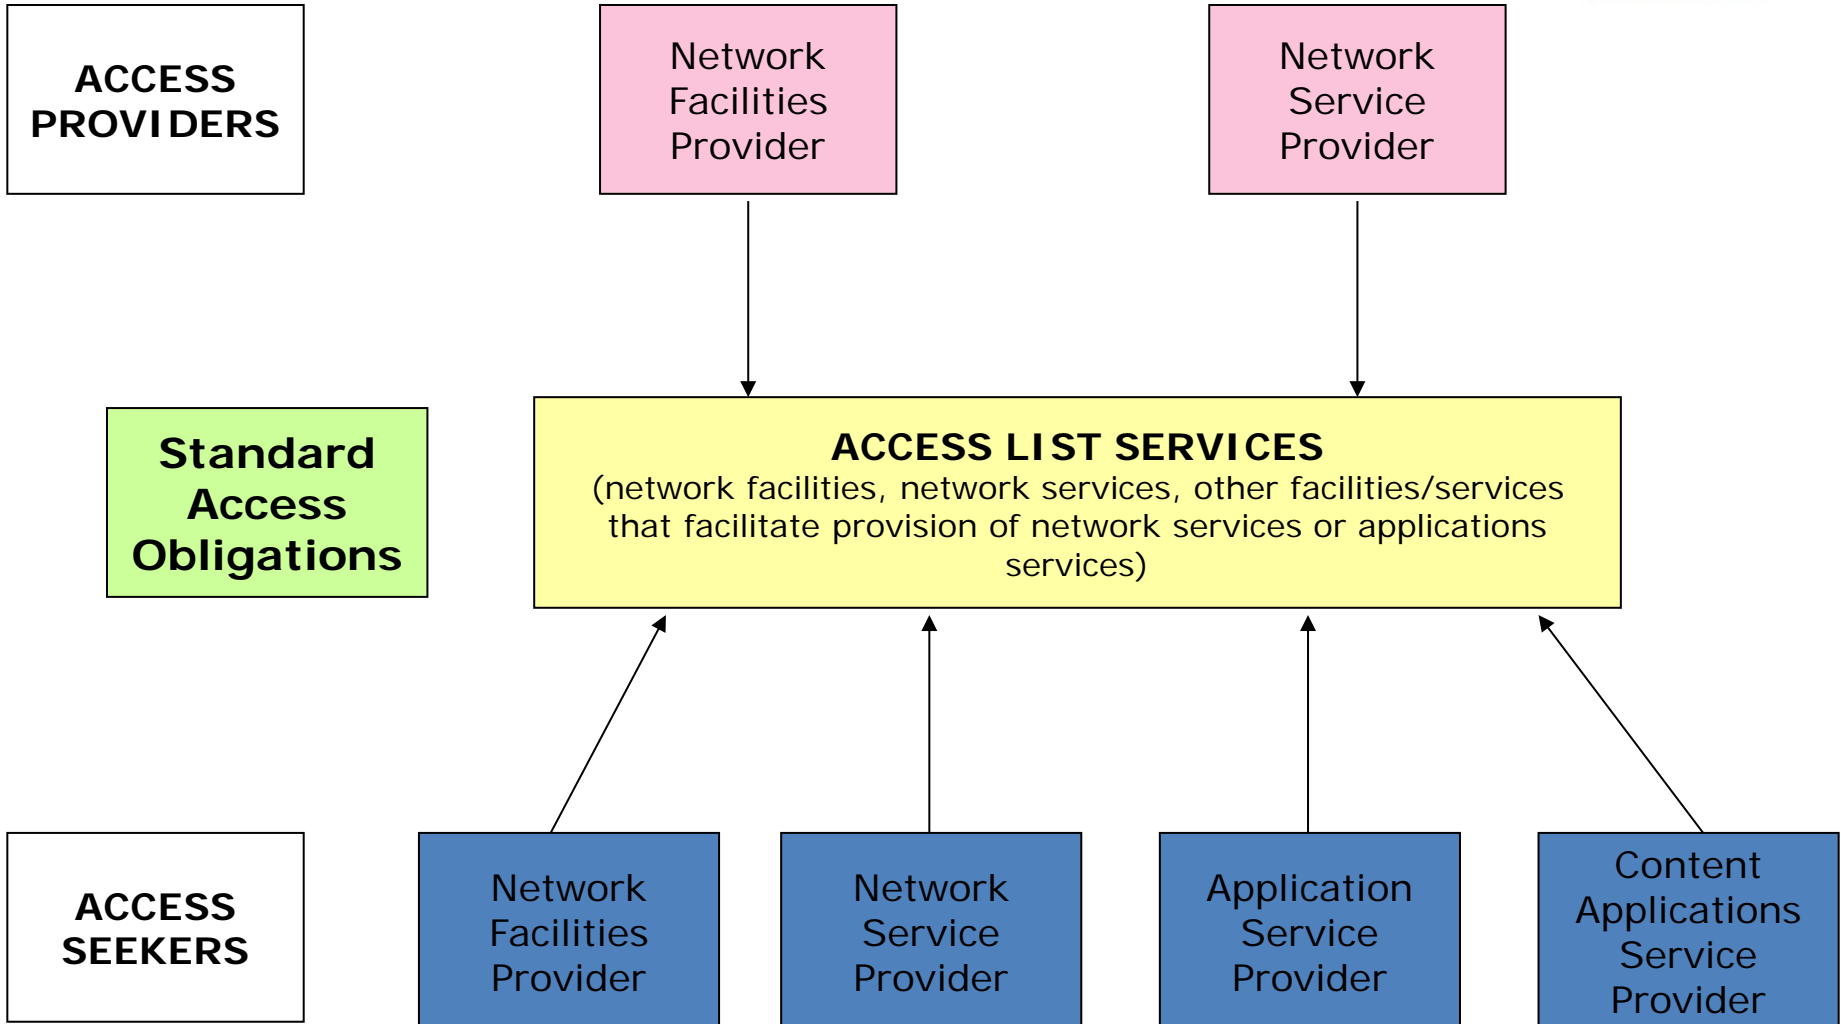 ACCESS
PROVIDERS
Network
Facilities
Provider
Network
Service
Provider
Standard
Access
Obligations
ACCESS LIST SERVICES
(network facilities, network services, other facilities/services
that facilitate provision of network services or applications
services)
ACCESS
SEEKERS
Network
Facilities
Provider
Network
Service
Provider
Application
Service
Provider
Content
Applications
Service
Provider